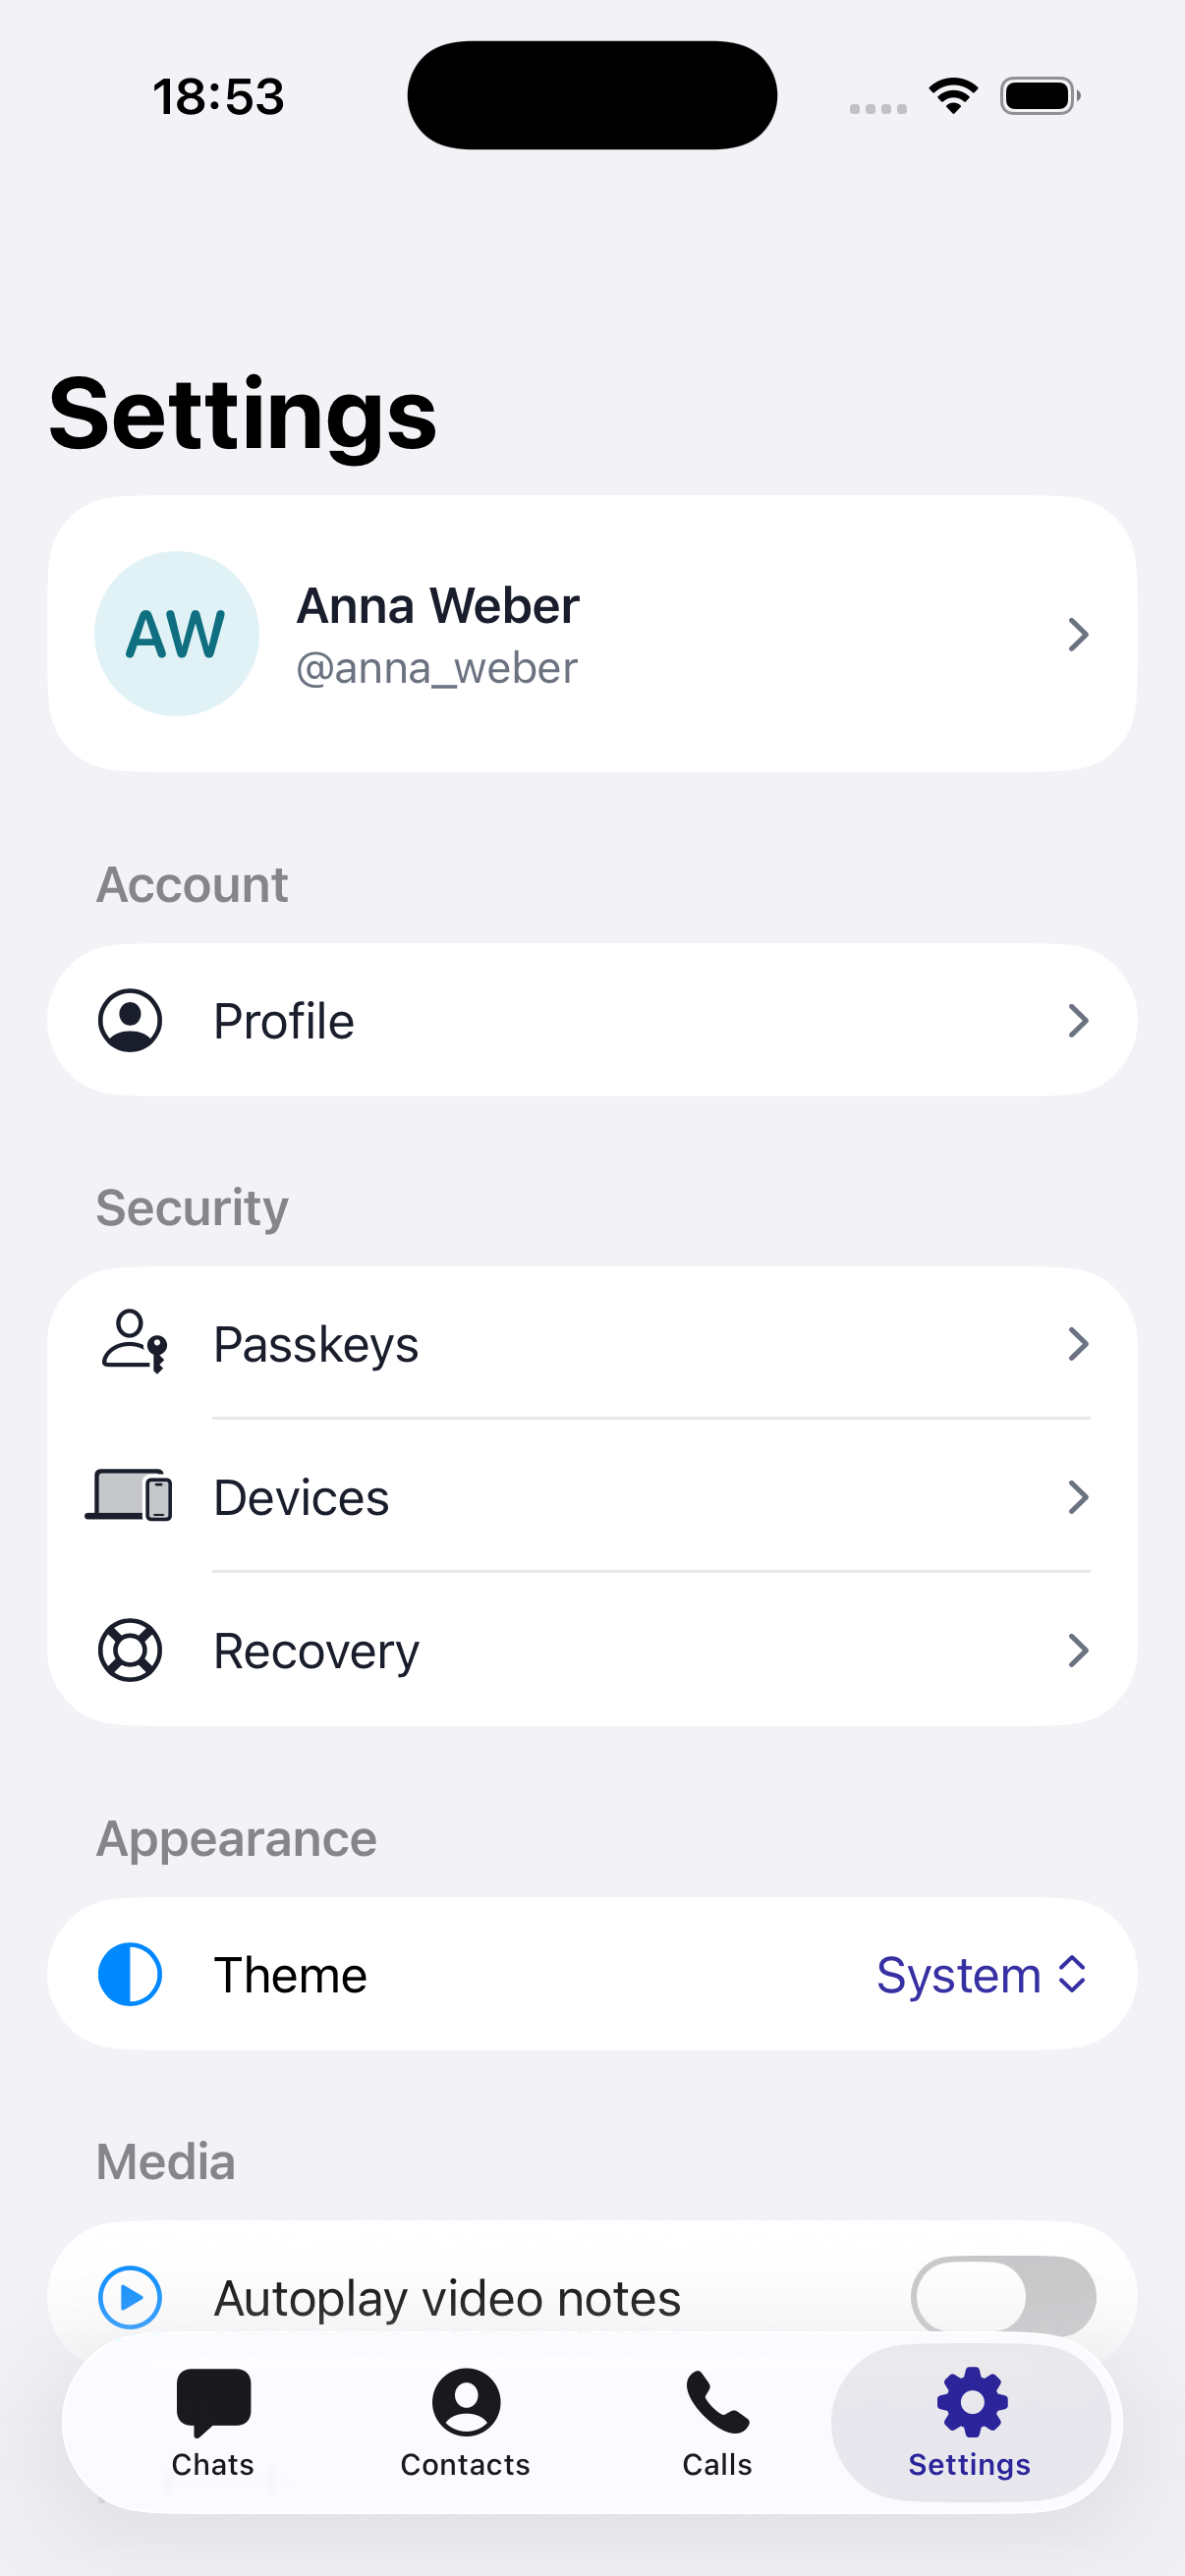 18:53
Settings
AW
Anna Weber
@anna_weber
Account
Profile
Security
Passkeys
Devices
Recovery
Appearance
Theme
System
Media
Autoplay video notes
Chats
Contacts
Calls
Settings